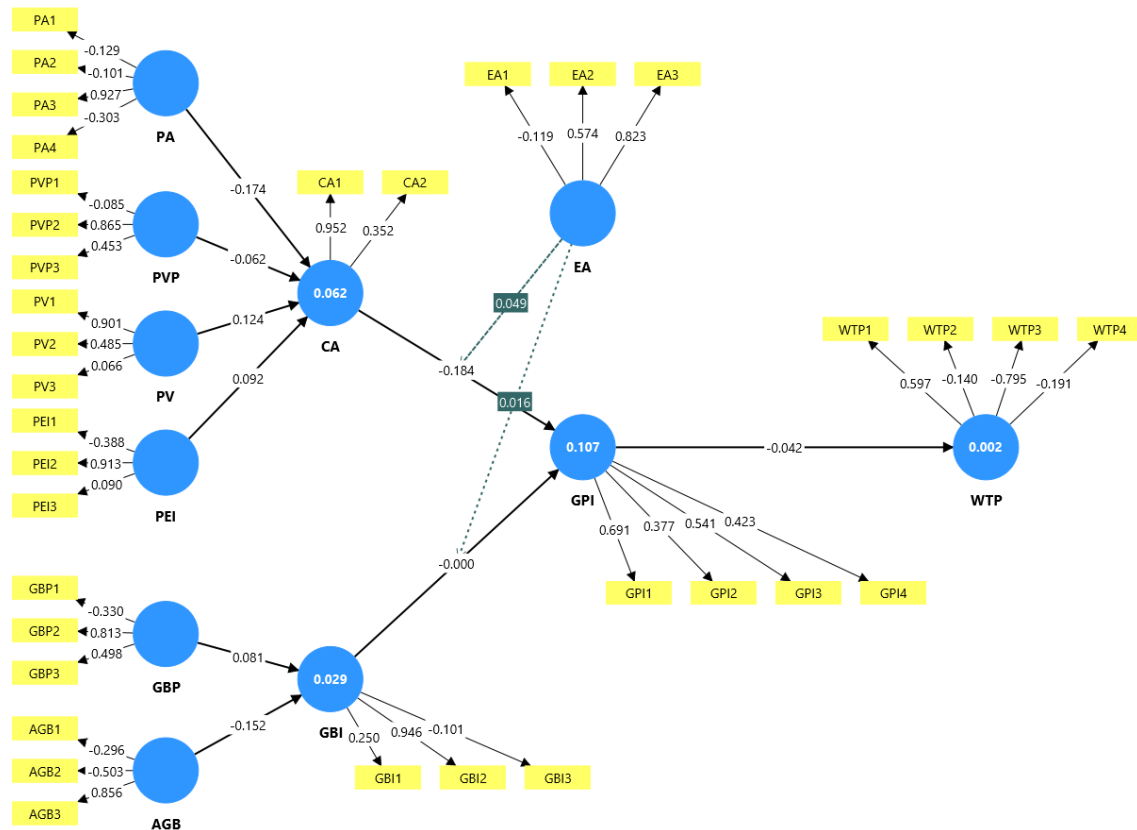 PA1
-0.129
PA2
-0.101
PA3
0.927
-0.303
PA4
PA
-0.174
PVP1
-0.085
PVP2
0.865
PVP3
0.453
PVP
-0.062
PV1
0.901
PV2
0.485
PV3
0.066
PV
0.124
PEI1
-0.388
PEI2
0.913
PEI3
0.090
PEI
0.092
CA1
CA2
0.952
0.352
0.062
CA
-0.184
EA1
EA2
EA3
-0.119
0.574
0.823
EA
0.049
0.016
GBP1
-0.330
GBP2
0.813
GBP3
0.498
GBP
0.081
AGB1
-0.296
AGB2
-0.503
AGB3
0.856
AGB
-0.152
0.029
GBI
0.250
0.946
-0.101
GBI1
GBI2
GBI3
-0.000
0.107
GPI
0.691
0.377
0.541
0.423
GPI1
GPI2
GPI3
GPI4
-0.042
WTP1
WTP2
WTP3
WTP4
0.597
-0.140
-0.795
-0.191
0.002
WTP